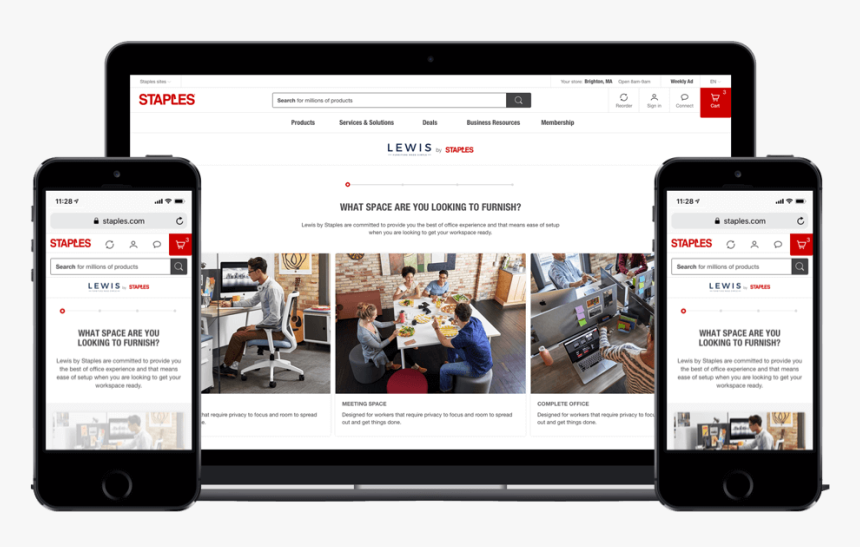 Staples sites
Your store: Brighton, MA Open 8am-6pm
Weekly Ad
EN
STAPLES
Search for millions of products
Reorder
Sign in
Connect
3
Cart
Products
Services & Solutions
Deals
Business Resources
Membership
LEWIS by STAPLES
WHAT SPACE ARE YOU LOOKING TO FURNISH?
Lewis by Staples are committed to provide you the best of office experience and that means ease of setup
when you are looking to get your workspace ready.
that require privacy to focus and room to spread
MEETING SPACE
Designed for workers that require privacy to focus and room to spread
out and get things done.
COMPLETE OFFICE
Designed for workers that require privacy to focus
out and get things done.
11:28
staples.com
STAPLES
3
Search for millions of products
LEWIS by STAPLES
WHAT SPACE ARE YOU
LOOKING TO FURNISH?
Lewis by Staples are committed to provide you
the best of office experience and that means
ease of setup when you are looking to get your
workspace ready.
11:28
staples.com
STAPLES
3
Search for millions of products
LEWIS by STAPLES
WHAT SPACE ARE YOU
LOOKING TO FURNISH?
Lewis by Staples are committed to provide you
the best of office experience and that means
ease of setup when you are looking to get your
workspace ready.